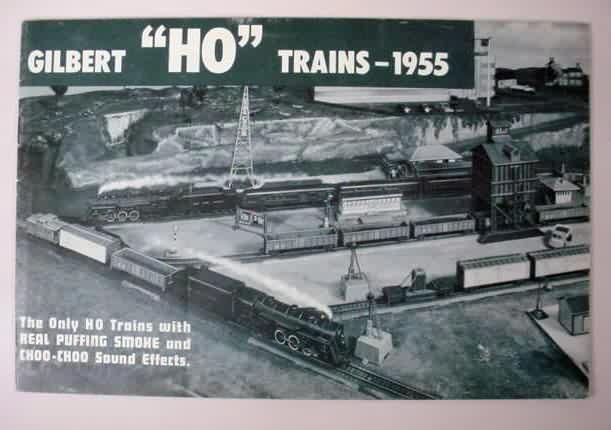 GILBERT “HO” TRAINS – 1955
The Only HO Trains with
REAL PUFFING SMOKE and
CHOO-CHOO Sound Effects.